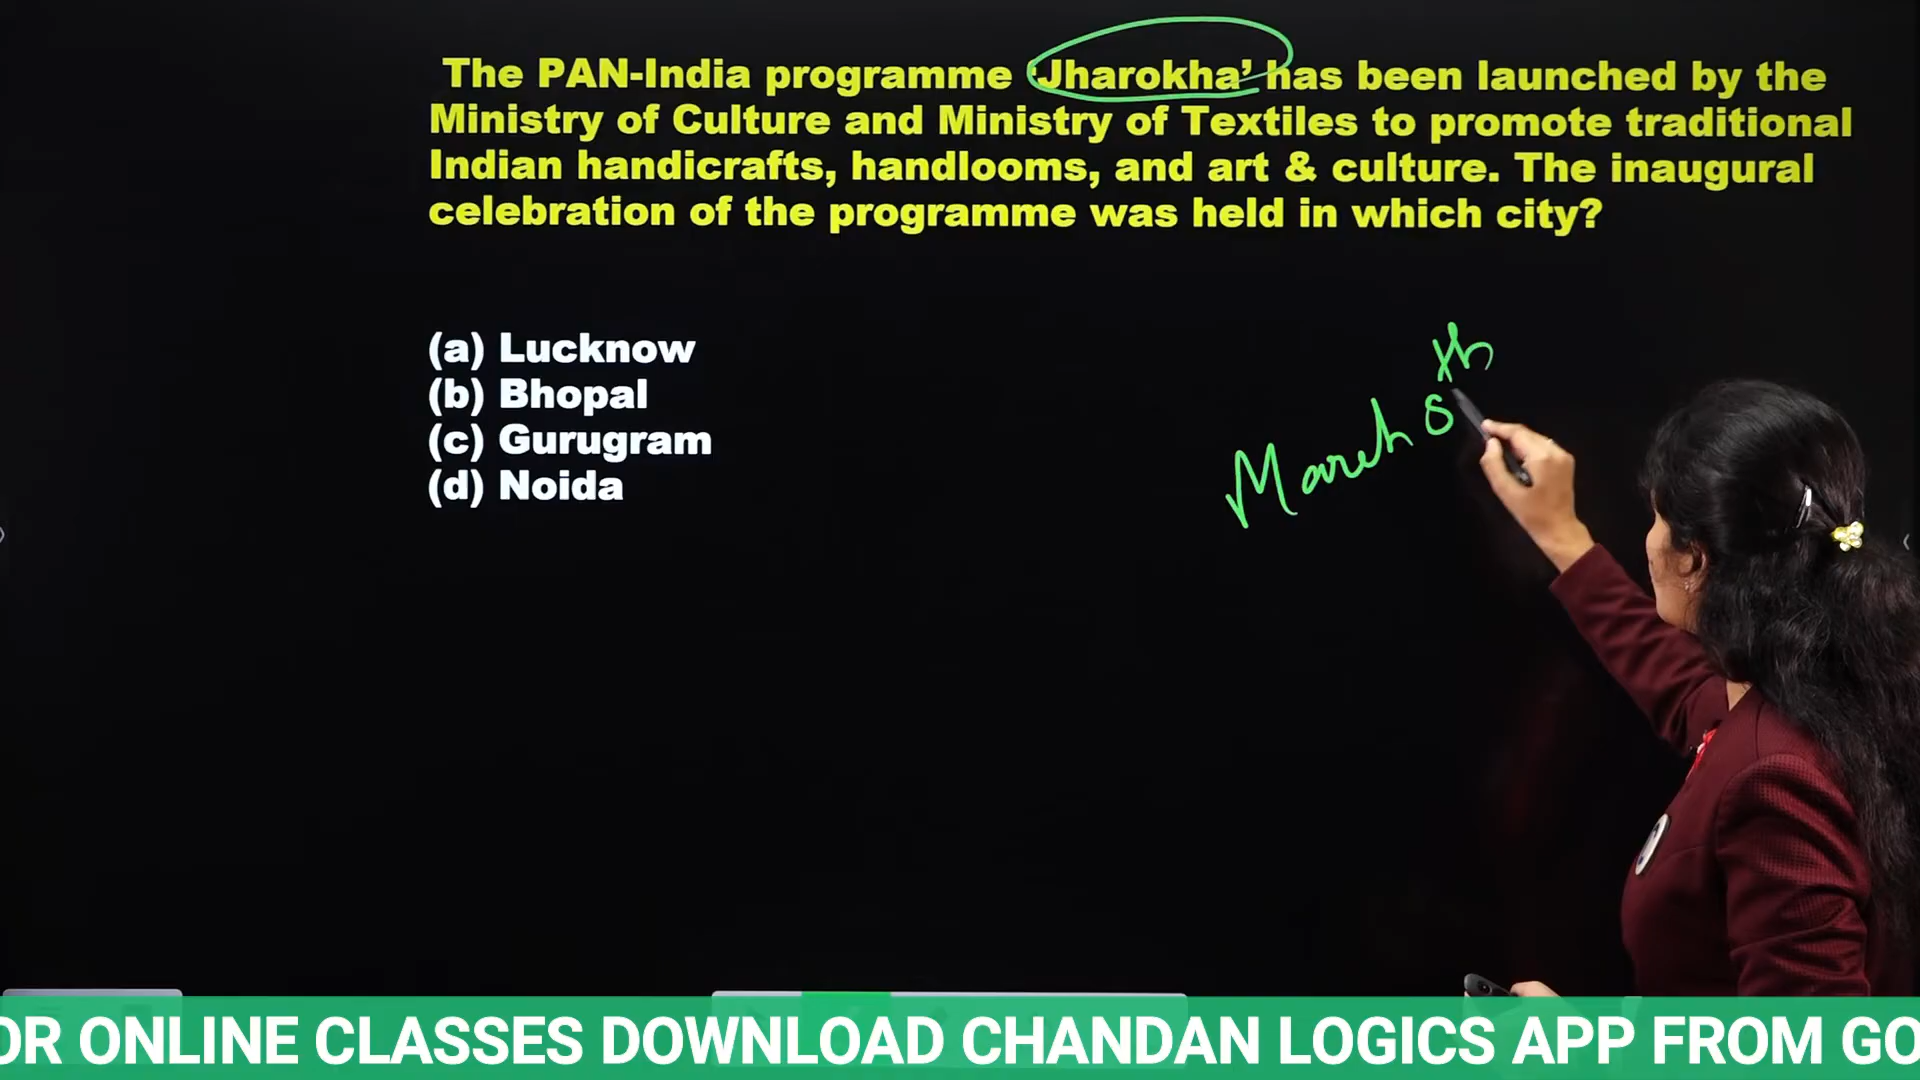 The PAN-India programme ‘Jharokha’ has been launched by the
Ministry of Culture and Ministry of Textiles to promote traditional
Indian handicrafts, handlooms, and art & culture. The inaugural
celebration of the programme was held in which city?
(a) Lucknow
(b) Bhopal
(c) Gurugram
(d) Noida
March 8th
OR ONLINE CLASSES DOWNLOAD CHANDAN LOGICS APP FROM GO